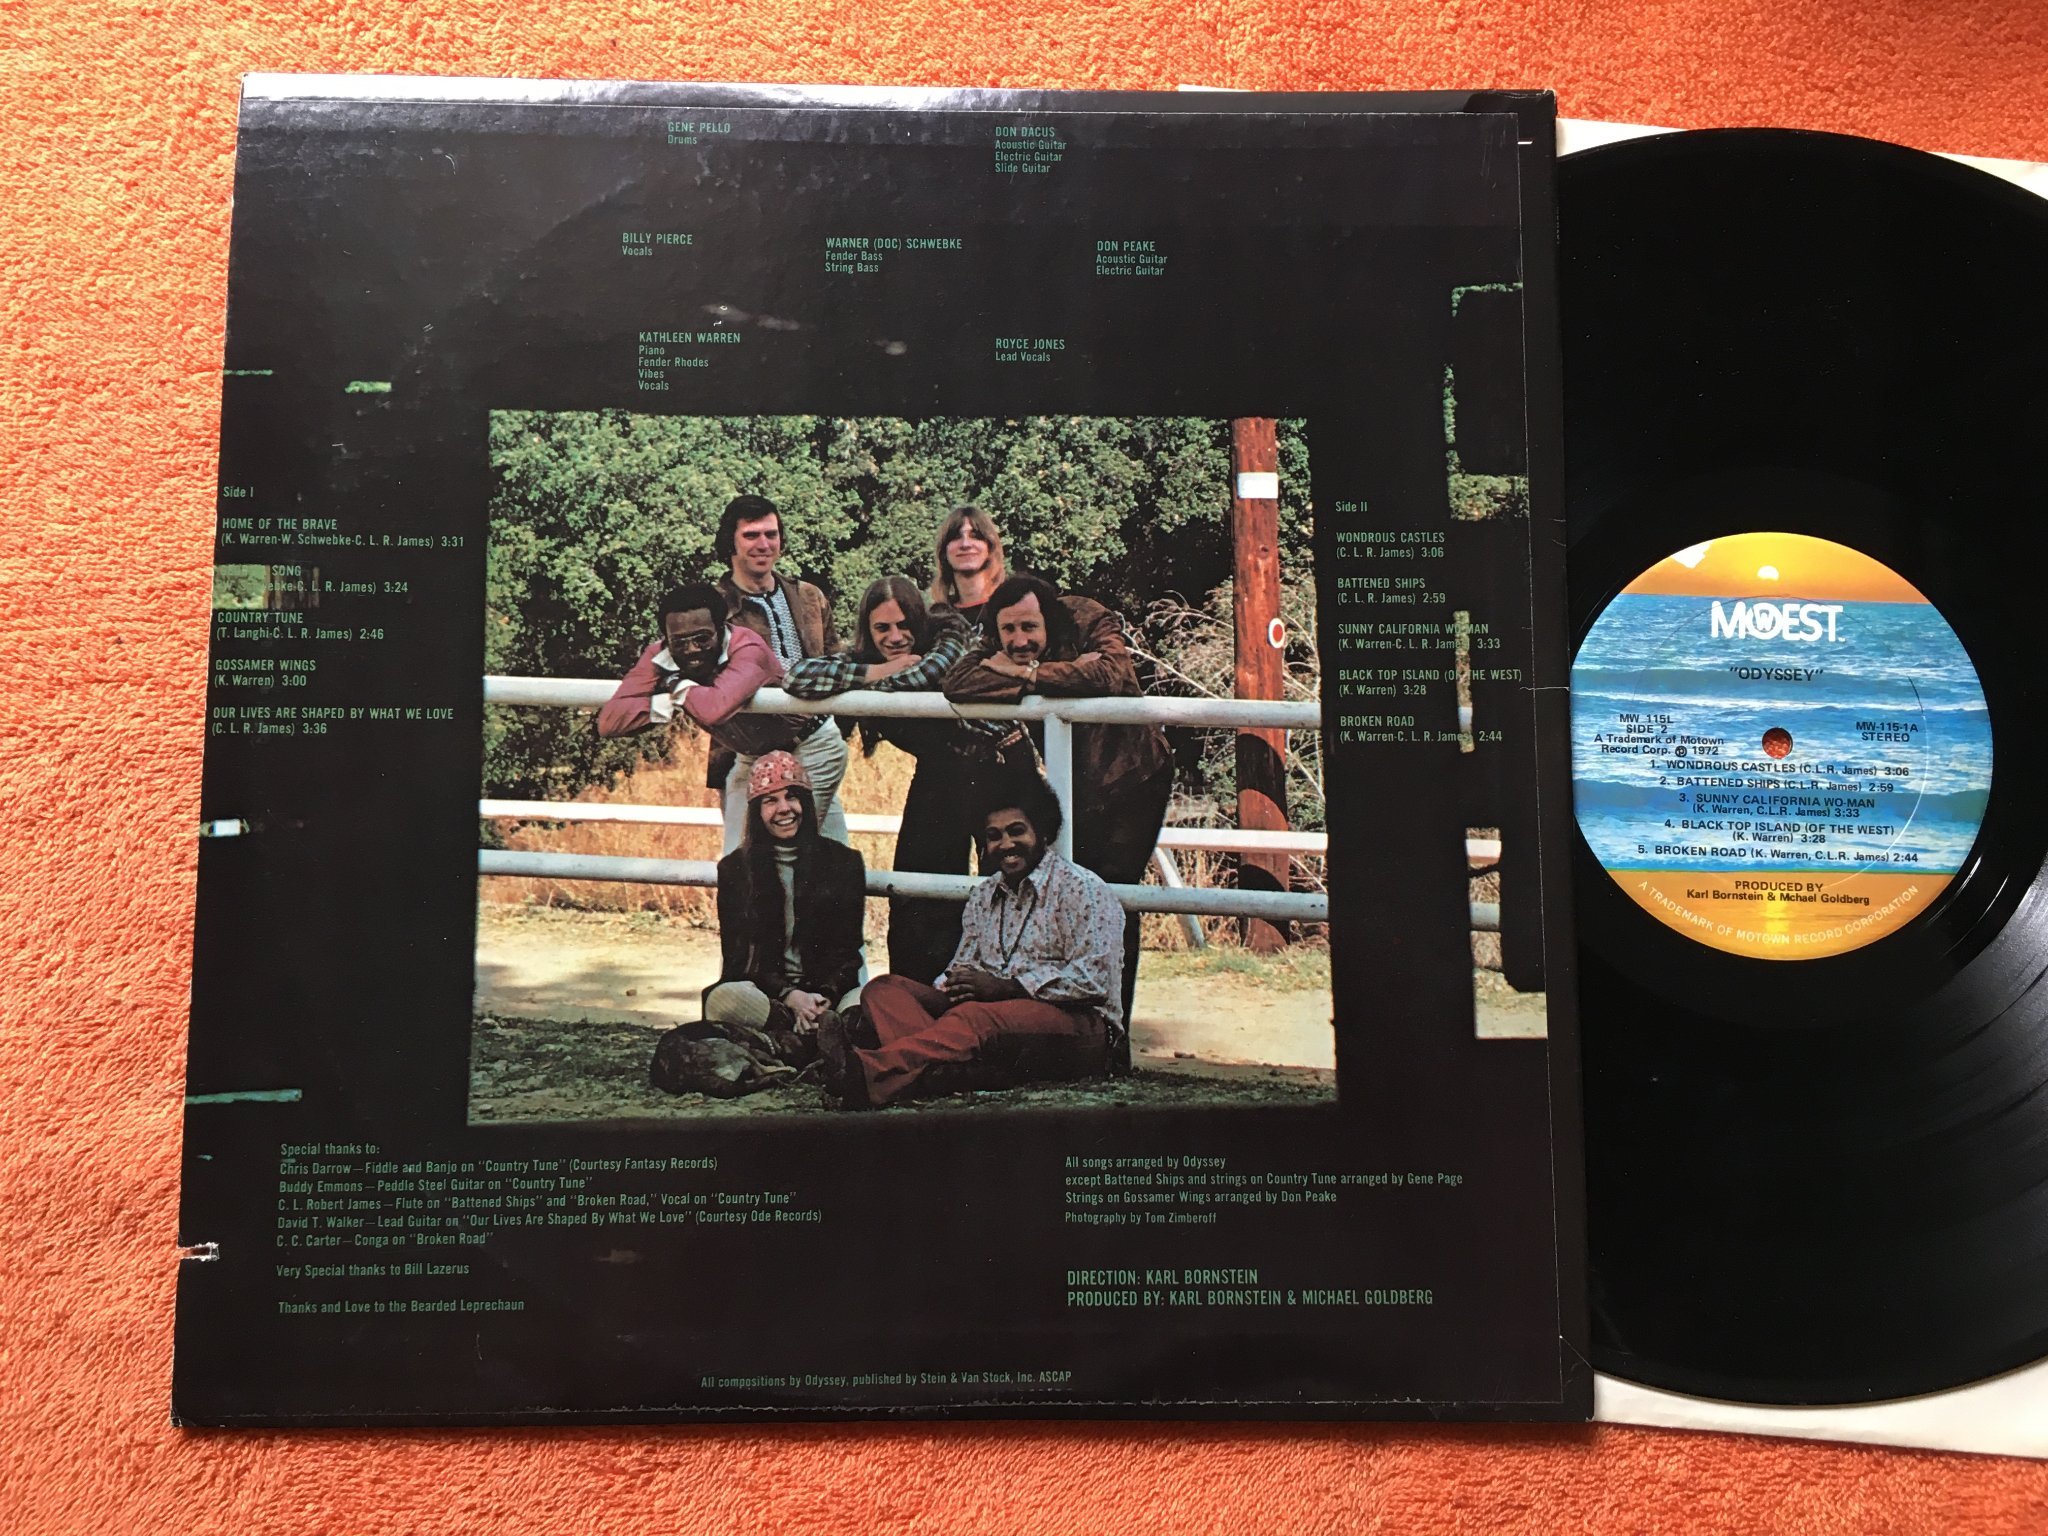 GENE PELLO
Drums
DON DACUS
Acoustic Guitar
Electric Guitar
Slide Guitar
BILLY PIERCE
Vocals
WARNER (DOC) SCHWEBKE
Fender Bass
String Bass
DON PEAKE
Acoustic Guitar
Electric Guitar
KATHLEEN WARREN
Piano
Fender Rhodes
Vibes
Vocals
ROYCE JONES
Lead Vocals
Side I
HOME OF THE BRAVE
(K. Warren-W. Schwebke-C. L. R. James) 3:31
SONG
C. L. R. James) 3:24
COUNTRY TUNE
(T. Langhi-C. L. R. James) 2:46
GOSSAMER WINGS
(K. Warren) 3:00
OUR LIVES ARE SHAPED BY WHAT WE LOVE
(C. L. R. James) 3:36
Side II
WONDROUS CASTLES
(C. L. R. James) 3:06
BATTENED SHIPS
(C. L. R. James) 2:59
SUNNY CALIFORNIA WO-MAN
(K. Warren-C. L. R. James) 3:33
BLACK TOP ISLAND (OF THE WEST)
(K. Warren) 3:28
BROKEN ROAD
(K. Warren-C. L. R. James) 2:44
Special thanks to:
Chris Darrow—Fiddle and Banjo on "Country Tune" (Courtesy Fantasy Records)
Buddy Emmons—Peddle Steel Guitar on "Country Tune"
C. L. Robert James—Flute on "Battened Ships" and "Broken Road," Vocal on "Country Tune"
David T. Walker—Lead Guitar on "Our Lives Are Shaped By What We Love" (Courtesy Ode Records)
C. C. Carter—Conga on "Broken Road"
Very Special thanks to Bill Lazerus
Thanks and Love to the Bearded Leprechaun
All songs arranged by Odyssey
except Battened Ships and strings on Country Tune arranged by Gene Page
Strings on Gossamer Wings arranged by Don Peake
Photography by Tom Zimberoff
DIRECTION: KARL BORNSTEIN
PRODUCED BY: KARL BORNSTEIN & MICHAEL GOLDBERG
All compositions by Odyssey, published by Stein & Van Stock, Inc. ASCAP
MOWEST TM
"ODYSSEY"
MW 115L
SIDE 2
A Trademark of Motown
Record Corp. ℗ 1972
MW-115-1A
STEREO
1. WONDROUS CASTLES (C.L.R. James) 3:06
2. BATTENED SHIPS (C.L.R. James) 2:59
3. SUNNY CALIFORNIA WO-MAN
(K. Warren, C.L.R. James) 3:33
4. BLACK TOP ISLAND (OF THE WEST)
(K. Warren) 3:28
5. BROKEN ROAD (K. Warren, C.L.R. James) 2:44
PRODUCED BY
Karl Bornstein & Mchael Goldberg
A TRADEMARK OF MOTOWN RECORD CORPORATION